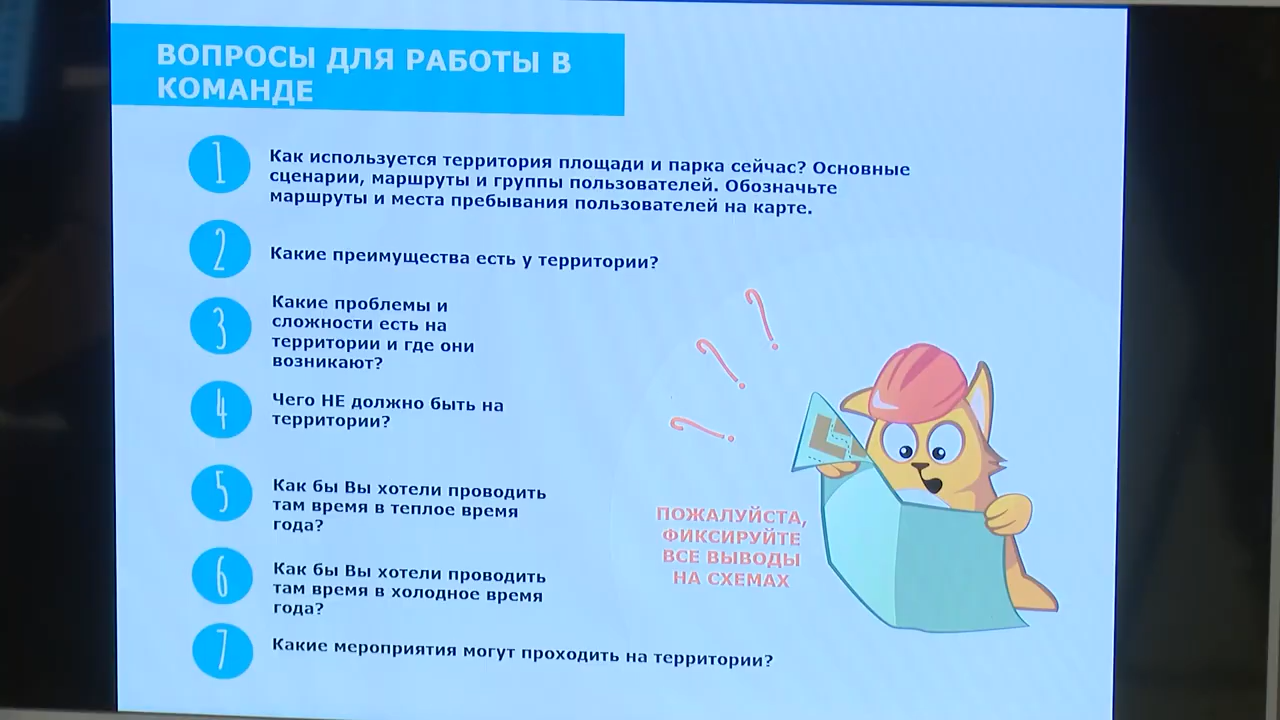 ВОПРОСЫ ДЛЯ РАБОТЫ В
КОМАНДЕ
1
Как используется территория площади и парка сейчас? Основные
сценарии, маршруты и группы пользователей. Обозначьте
маршруты и места пребывания пользователей на карте.
2
Какие преимущества есть у территории?
3
Какие проблемы и
сложности есть на
территории и где они
возникают?
4
Чего НЕ должно быть на
территории?
5
Как бы Вы хотели проводить
там время в теплое время
года?
6
Как бы Вы хотели проводить
там время в холодное время
года?
7
Какие мероприятия могут проходить на территории?
? ? ?
ПОЖАЛУЙСТА,
ФИКСИРУЙТЕ
ВСЕ ВЫВОДЫ
НА СХЕМАХ